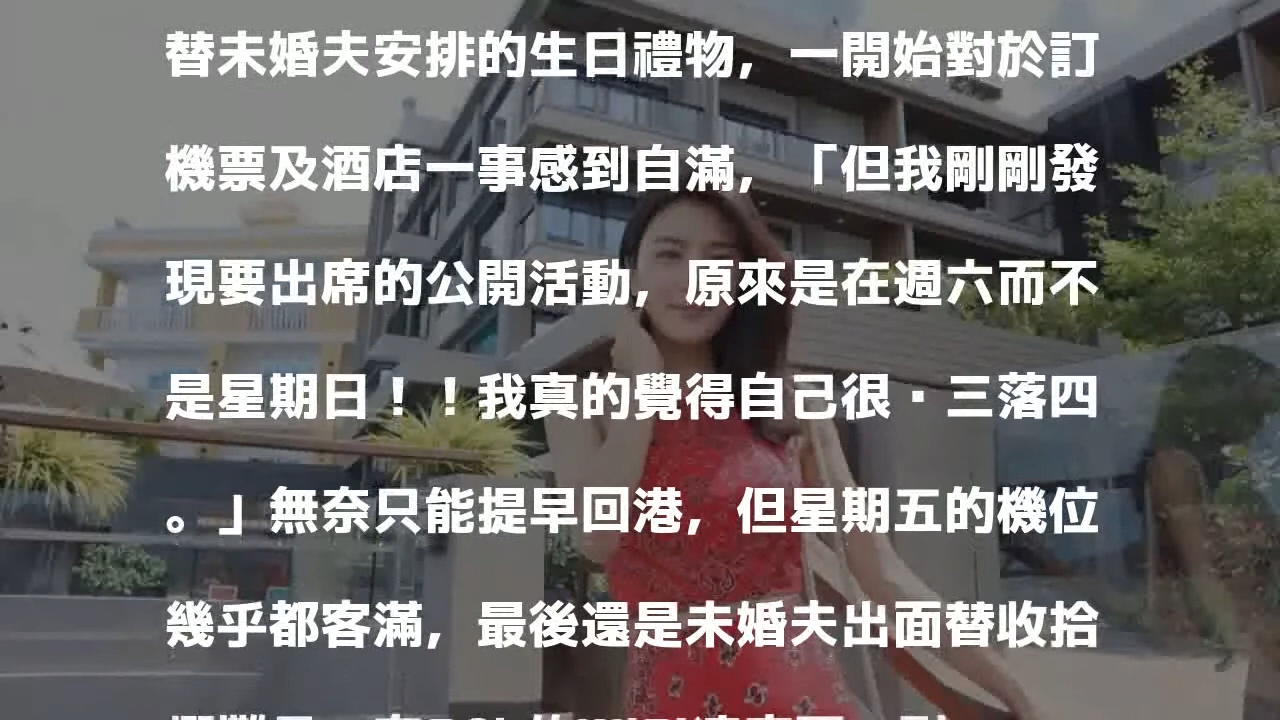 替未婚夫安排的生日禮物，一開始對於訂
機票及酒店一事感到自滿，「但我剛剛發
現要出席的公開活動，原來是在週六而不
是星期日！！我真的覺得自己很▪三落四
。」無奈只能提早回港，但星期五的機位
幾乎都客滿，最後還是未婚夫出面替收拾